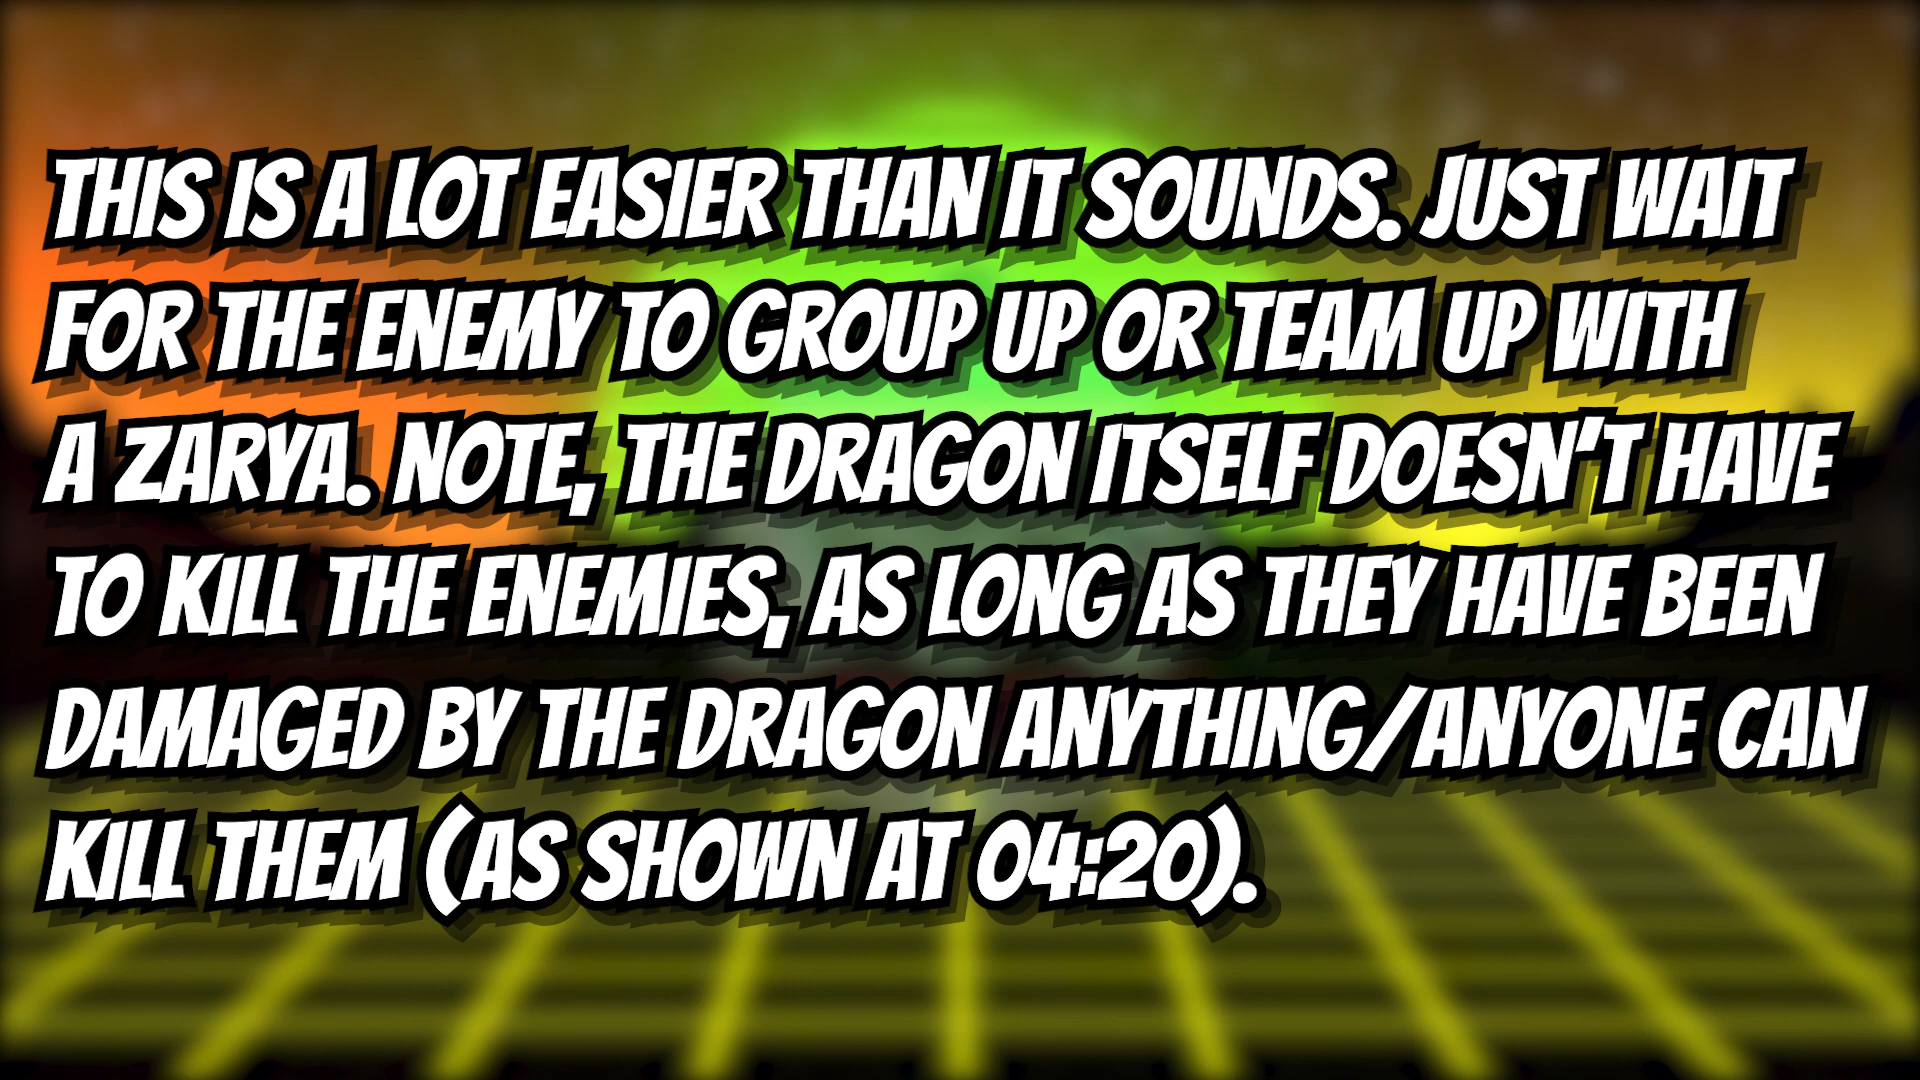 THIS IS A LOT EASIER THAN IT SOUNDS. JUST WAIT
FOR THE ENEMY TO GROUP UP OR TEAM UP WITH
A ZARYA. NOTE, THE DRAGON ITSELF DOESN'T HAVE
TO KILL THE ENEMIES, AS LONG AS THEY HAVE BEEN
DAMAGED BY THE DRAGON ANYTHING/ANYONE CAN
KILL THEM (AS SHOWN AT 04:20).